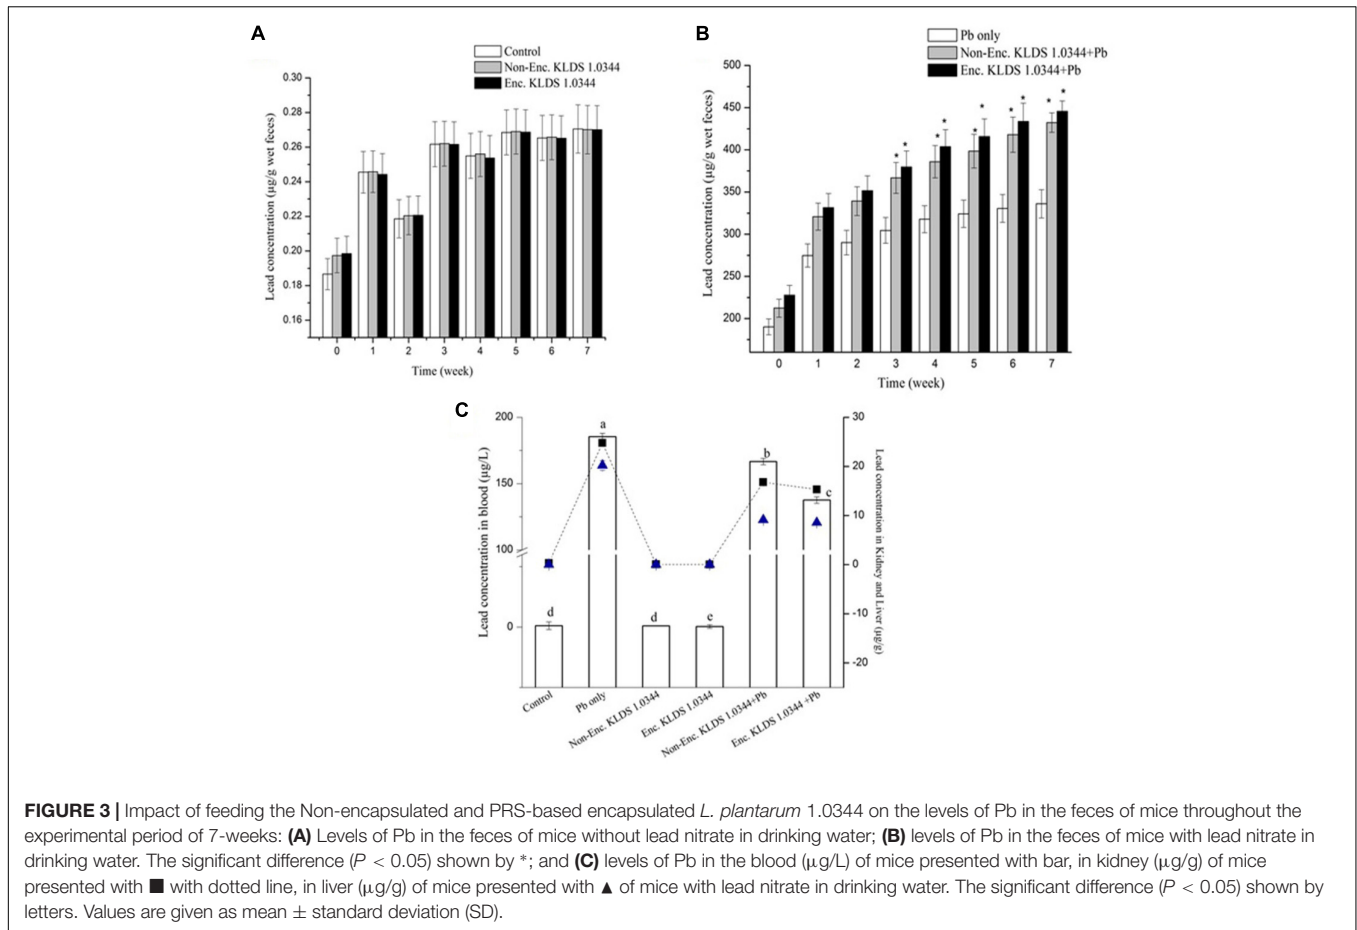 A
Control
Non-Enc. KLDS 1.0344
Enc. KLDS 1.0344
Lead concentration (µg/g wet feces)
0.30
0.28
0.26
0.24
0.22
0.20
0.18
0.16
0 1 2 3 4 5 6 7
Time (week)
B
Pb only
Non-Enc. KLDS 1.0344+Pb
Enc. KLDS 1.0344+Pb
Lead concentration (µg/g wet feces)
500
450
400
350
300
250
200
* * * * * * * * * *
0 1 2 3 4 5 6 7
Time (week)
C
Lead concentration in blood (µg/L)
200
150
100
0
a
b
c
d
d
e
30
20
10
0
-10
-20
Lead concentration in Kidney and Liver (µg/g)
Control
Pb only
Non-Enc. KLDS 1.0344
Enc. KLDS 1.0344
Non-Enc. KLDS 1.0344+Pb
Enc. KLDS 1.0344 +Pb
FIGURE 3 | Impact of feeding the Non-encapsulated and PRS-based encapsulated L. plantarum 1.0344 on the levels of Pb in the feces of mice throughout the
experimental period of 7-weeks: (A) Levels of Pb in the feces of mice without lead nitrate in drinking water; (B) levels of Pb in the feces of mice with lead nitrate in
drinking water. The significant difference (P < 0.05) shown by *; and (C) levels of Pb in the blood (µg/L) of mice presented with bar, in kidney (µg/g) of mice
presented with ■ with dotted line, in liver (µg/g) of mice presented with ▲ of mice with lead nitrate in drinking water. The significant difference (P < 0.05) shown by
letters. Values are given as mean ± standard deviation (SD).